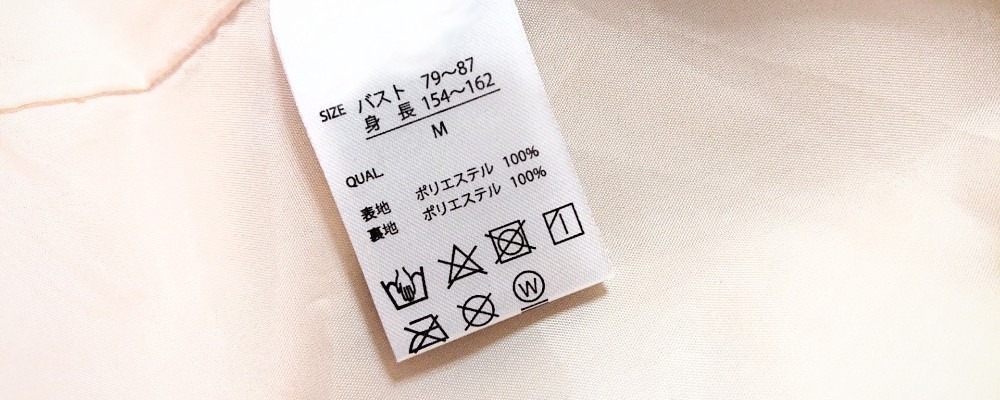 SIZE バスト 79～87
身 長 154～162
M
QUAL.
表地 ポリエステル 100%
裏地 ポリエステル 100%
W